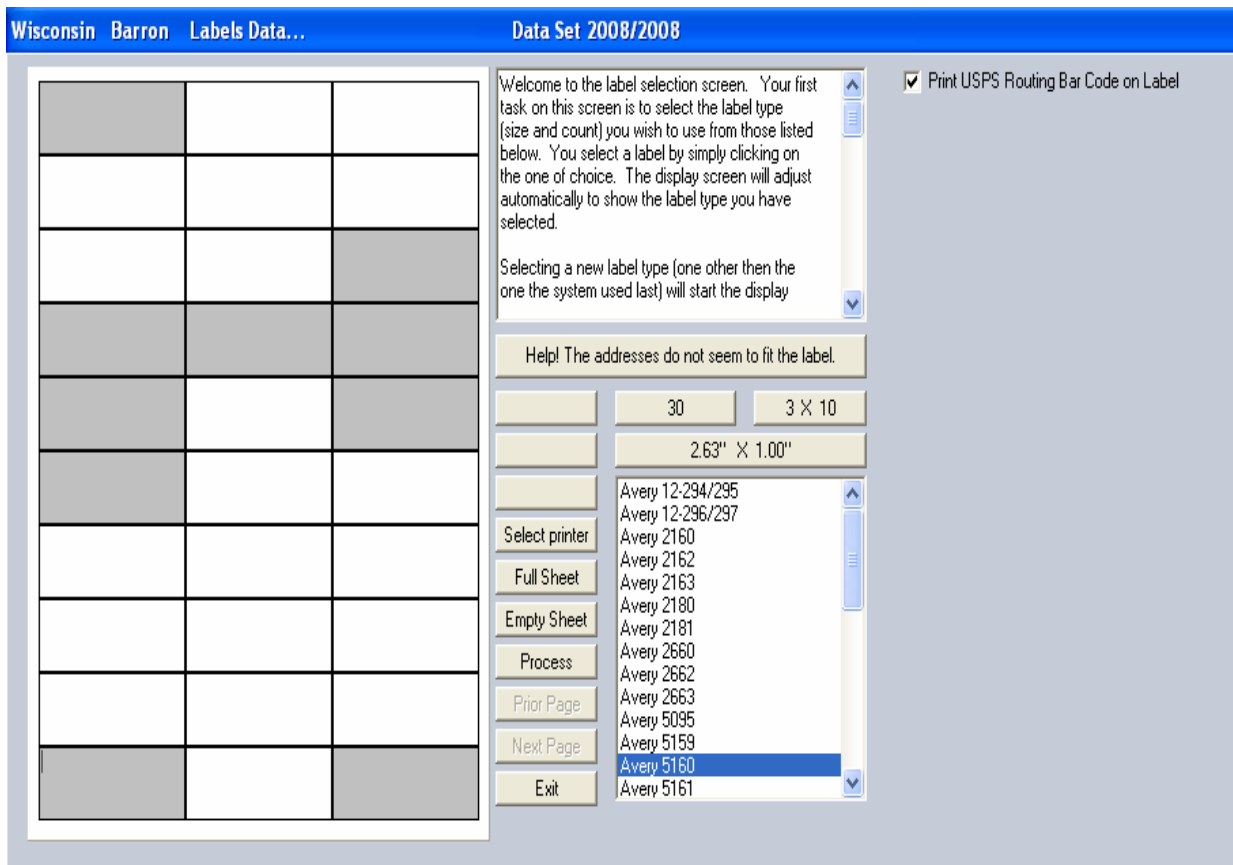 Wisconsin Barron Labels Data... Data Set 2008/2008
Welcome to the label selection screen. Your first
task on this screen is to select the label type
(size and count) you wish to use from those listed
below. You select a label by simply clicking on
the one of choice. The display screen will adjust
automatically to show the label type you have
selected.
Selecting a new label type (one other then the
one the system used last) will start the display
Print USPS Routing Bar Code on Label
Help! The addresses do not seem to fit the label.
30
3 X 10
2.63" X 1.00"
Select printer
Full Sheet
Empty Sheet
Process
Prior Page
Next Page
Exit
Avery 12-294/295
Avery 12-296/297
Avery 2160
Avery 2162
Avery 2163
Avery 2180
Avery 2181
Avery 2660
Avery 2662
Avery 2663
Avery 5095
Avery 5159
Avery 5160
Avery 5161